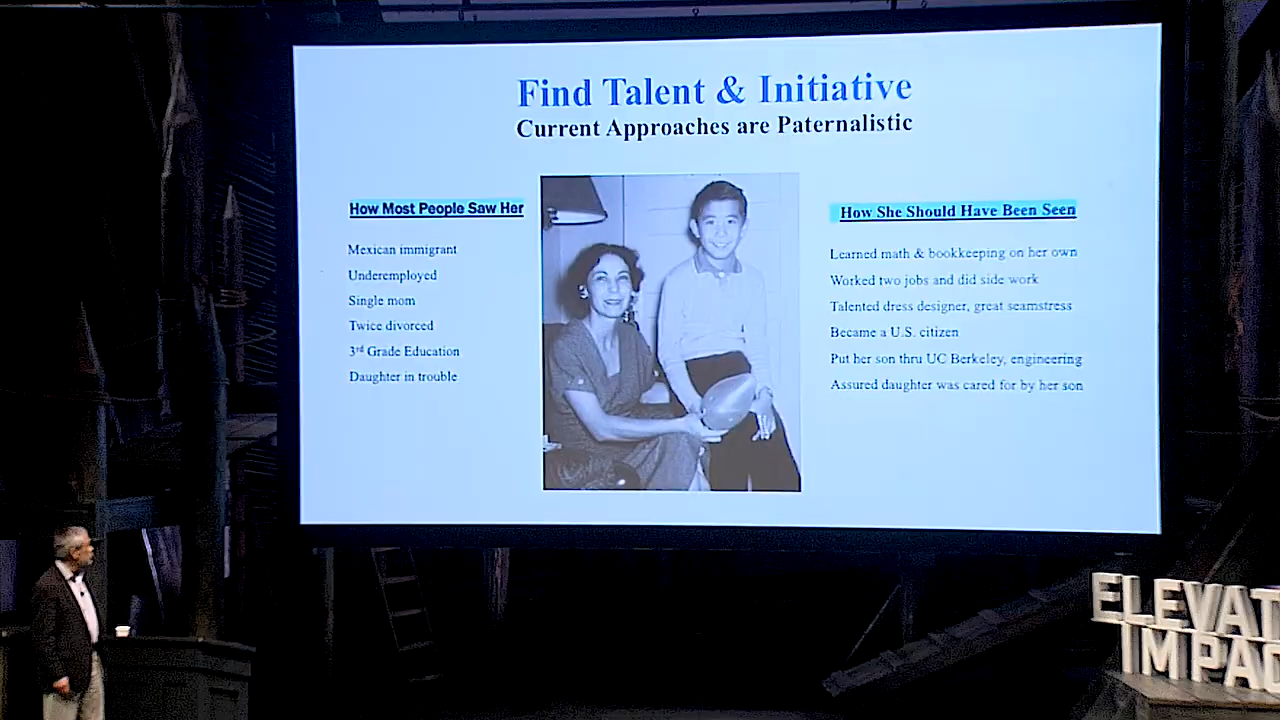 Find Talent & Initiative
Current Approaches are Paternalistic
How Most People Saw Her
Mexican immigrant
Underemployed
Single mom
Twice divorced
3rd Grade Education
Daughter in trouble
How She Should Have Been Seen
Learned math & bookkeeping on her own
Worked two jobs and did side work
Talented dress designer, great seamstress
Became a U.S. citizen
Put her son thru UC Berkeley, engineering
Assured daughter was cared for by her son
ELEVAT
IMPAC